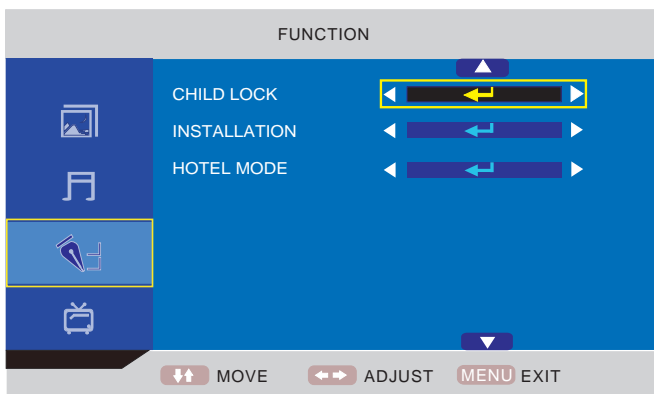 FUNCTION
CHILD LOCK
INSTALLATION
HOTEL MODE
MOVE ADJUST MENU EXIT